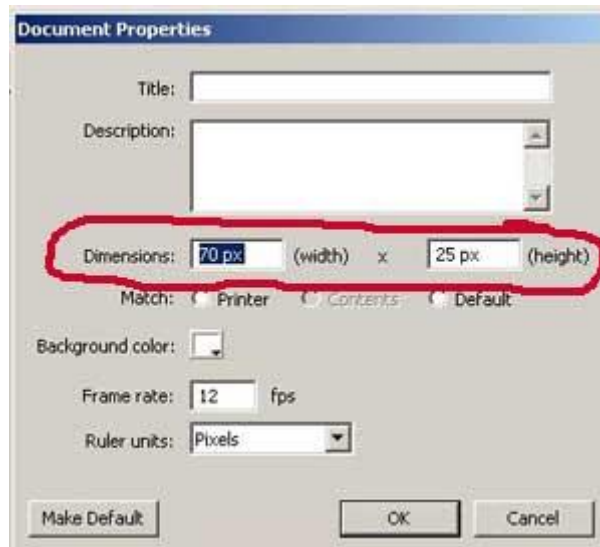 Document Properties
Title:
Description:
Dimensions: 70 px (width) x 25 px (height)
Match: Printer Contents Default
Background color:
Frame rate: 12 fps
Ruler units: Pixels
Make Default OK Cancel